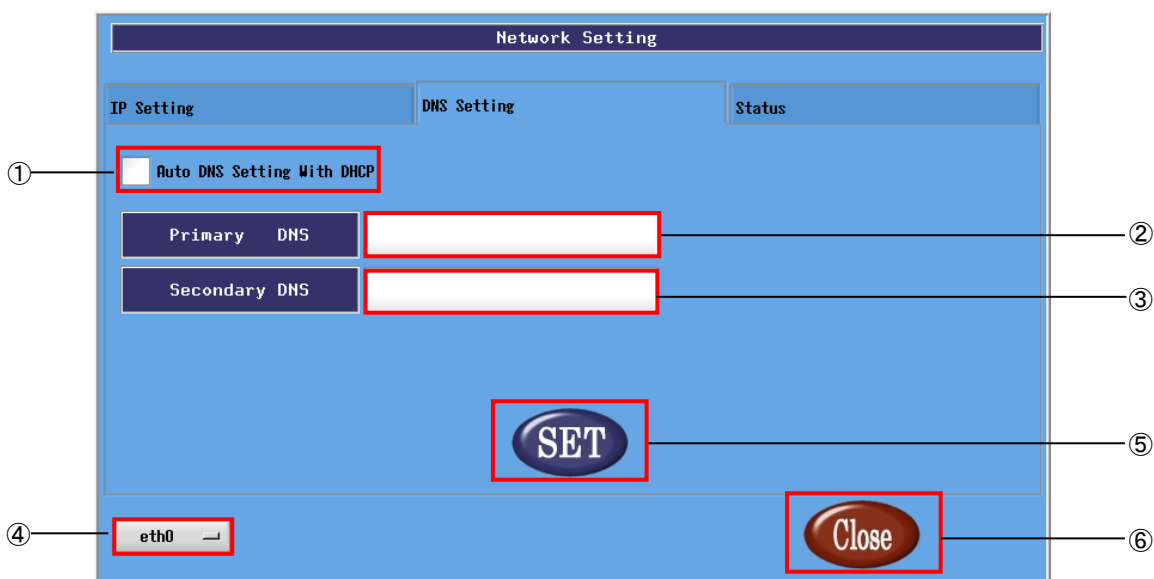 Network Setting
IP Setting
DNS Setting
Status
① Auto DNS Setting With DHCP
Primary DNS ②
Secondary DNS ③
SET ⑤
④ eth0
Close ⑥